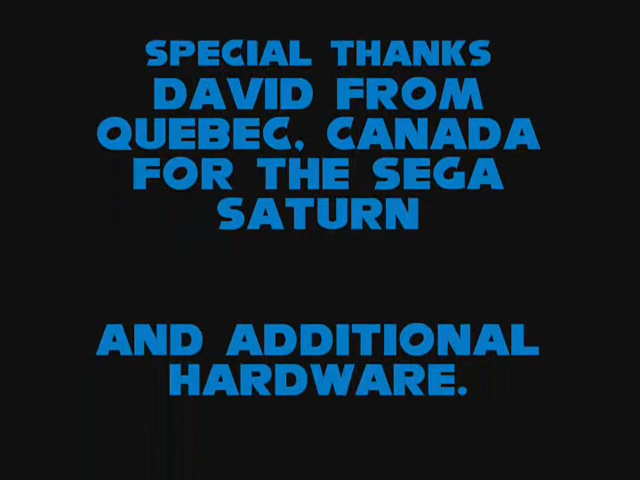 SPECIAL THANKS
DAVID FROM
QUEBEC, CANADA
FOR THE SEGA
SATURN
AND ADDITIONAL
HARDWARE.